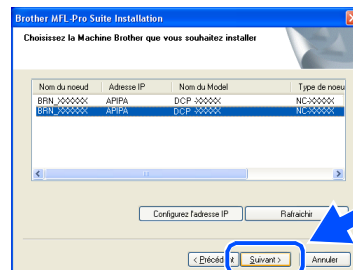 Brother MFL-Pro Suite Installation
Choisissez la Machine Brother que vous souhaitez installer
Nom du noeud Adresse IP Nom du Model Type de noeu
BRN_XXXXXX APIPA DCP-XXXXX NC-XXXXX
BRN_XXXXXX APIPA DCP-XXXXX NC-XXXXX
Configurez l'adresse IP Rafraichir
< Précéd t Suivant > Annuler